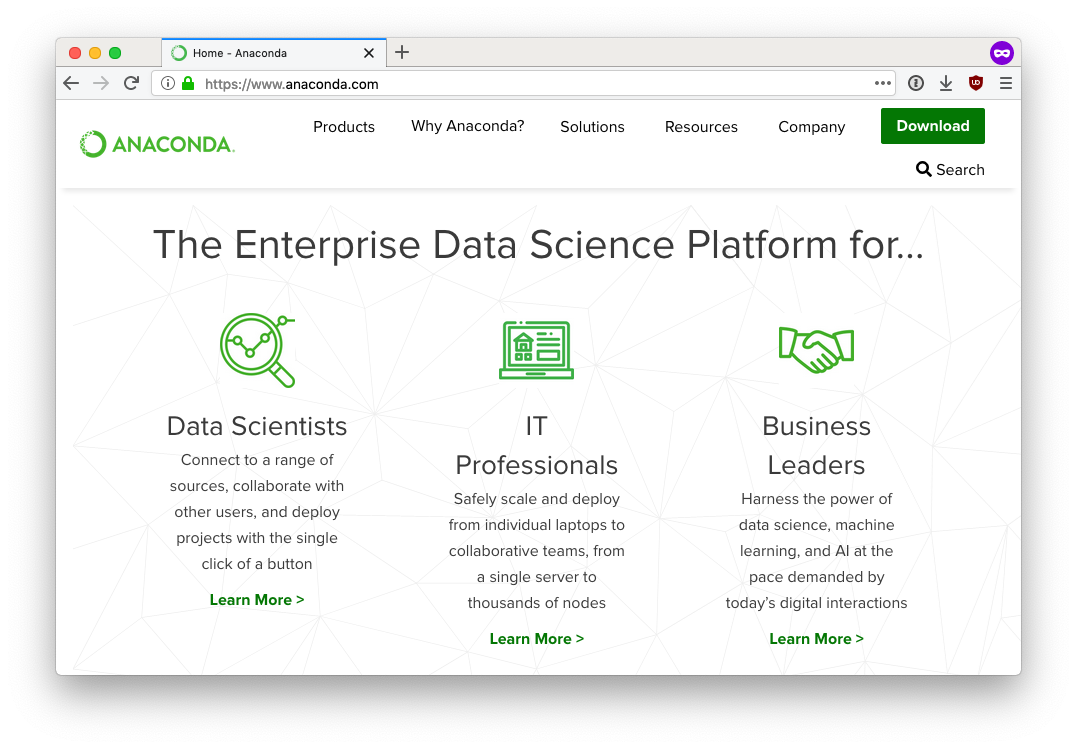 Home - Anaconda
https://www.anaconda.com
ANACONDA.
Products Why Anaconda? Solutions Resources Company Download
Search
The Enterprise Data Science Platform for...
Data Scientists
Connect to a range of
sources, collaborate with
other users, and deploy
projects with the single
click of a button
Learn More >
IT
Professionals
Safely scale and deploy
from individual laptops to
collaborative teams, from
a single server to
thousands of nodes
Learn More >
Business
Leaders
Harness the power of
data science, machine
learning, and AI at the
pace demanded by
today’s digital interactions
Learn More >